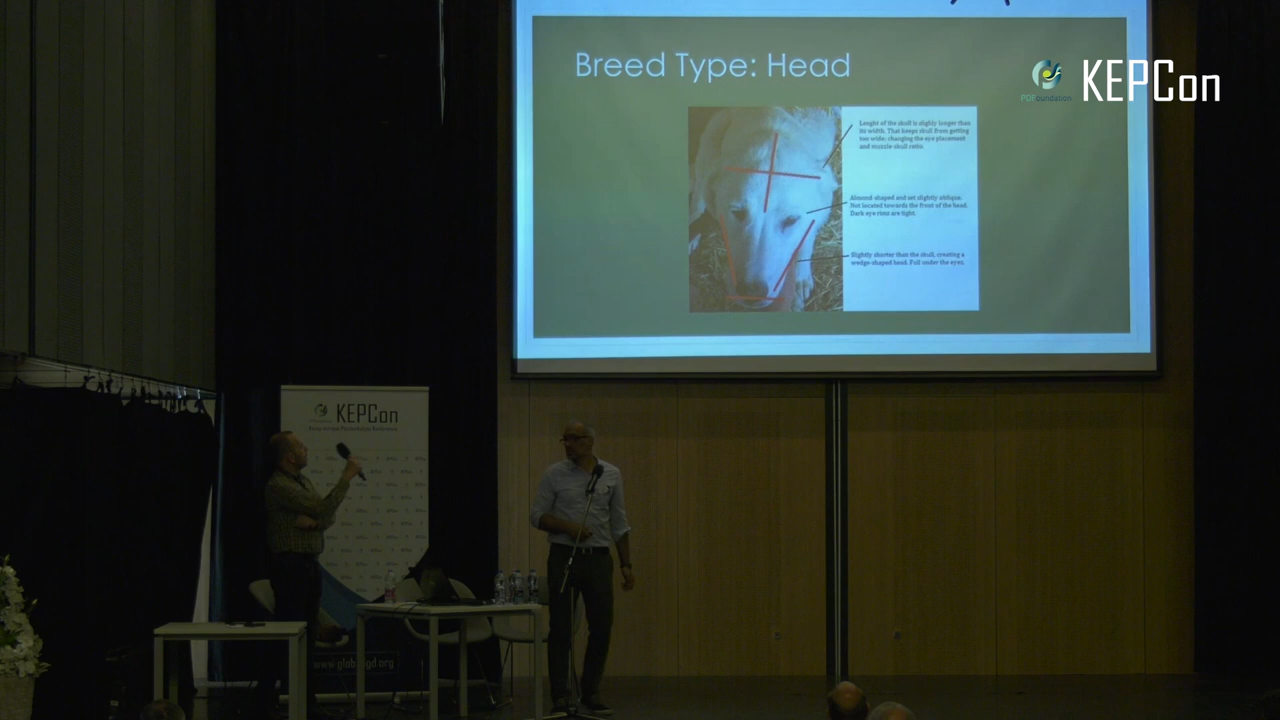 Breed Type: Head
KEPCon
PDFoundation
Lenght of the skull is slighly longer than
its width. That keeps skull from getting
too wide; changing the eye placement
and muzzle-skull ratio.
Almond-shaped and set slightly oblique.
Not located towards the front of the head.
Dark eye rims are tight.
Slightly shorter than the skull, creating a
wedge-shaped head. Full under the eyes.
KEPCon